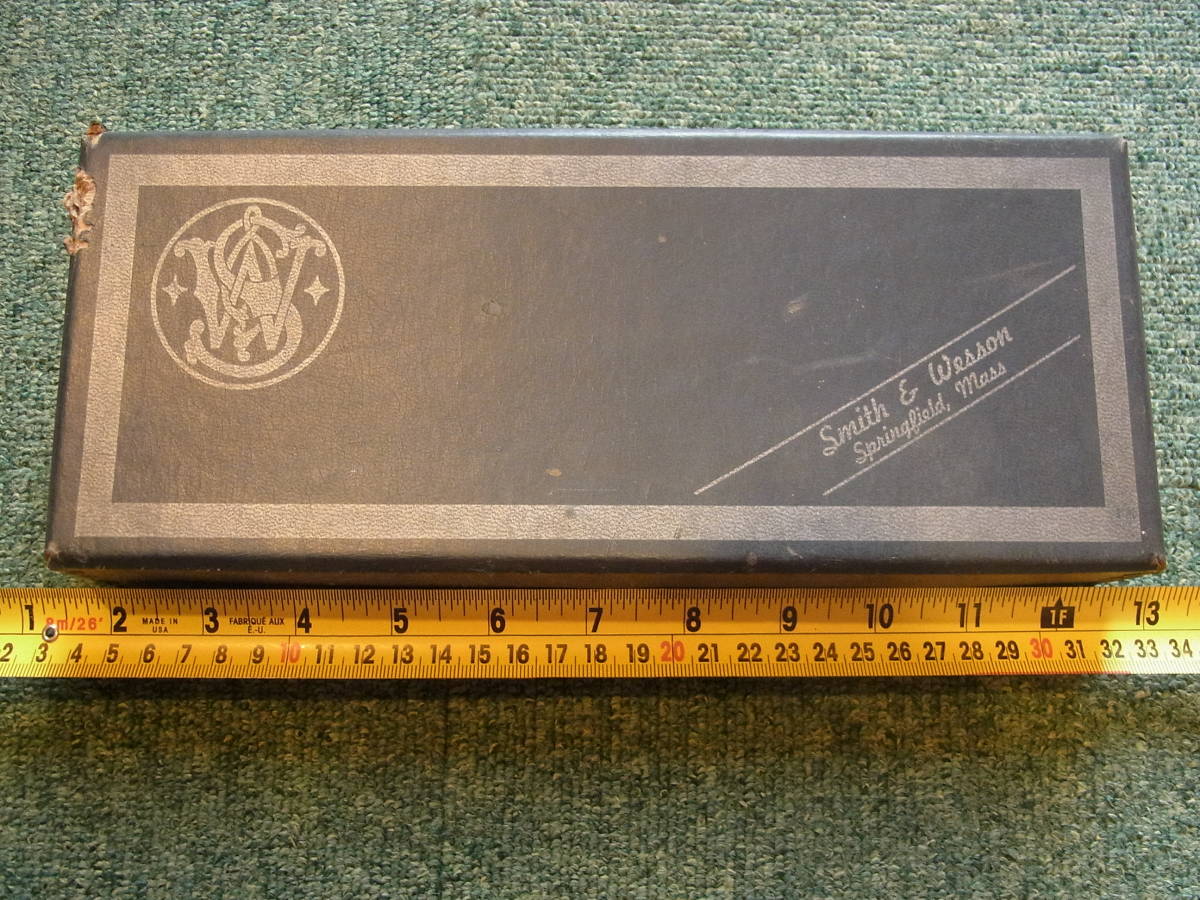 SW
Smith & Wesson
Springfield, Mass
1 2 3 4 5 6 7 8 9 10 11 1F 13
8m/26'
MADE IN
USA
FABRIQUÉ AUX
É.-U.
2 3 4 5 6 7 8 9 10 11 12 13 14 15 16 17 18 19 20 21 22 23 24 25 26 27 28 29 30 31 32 33 34